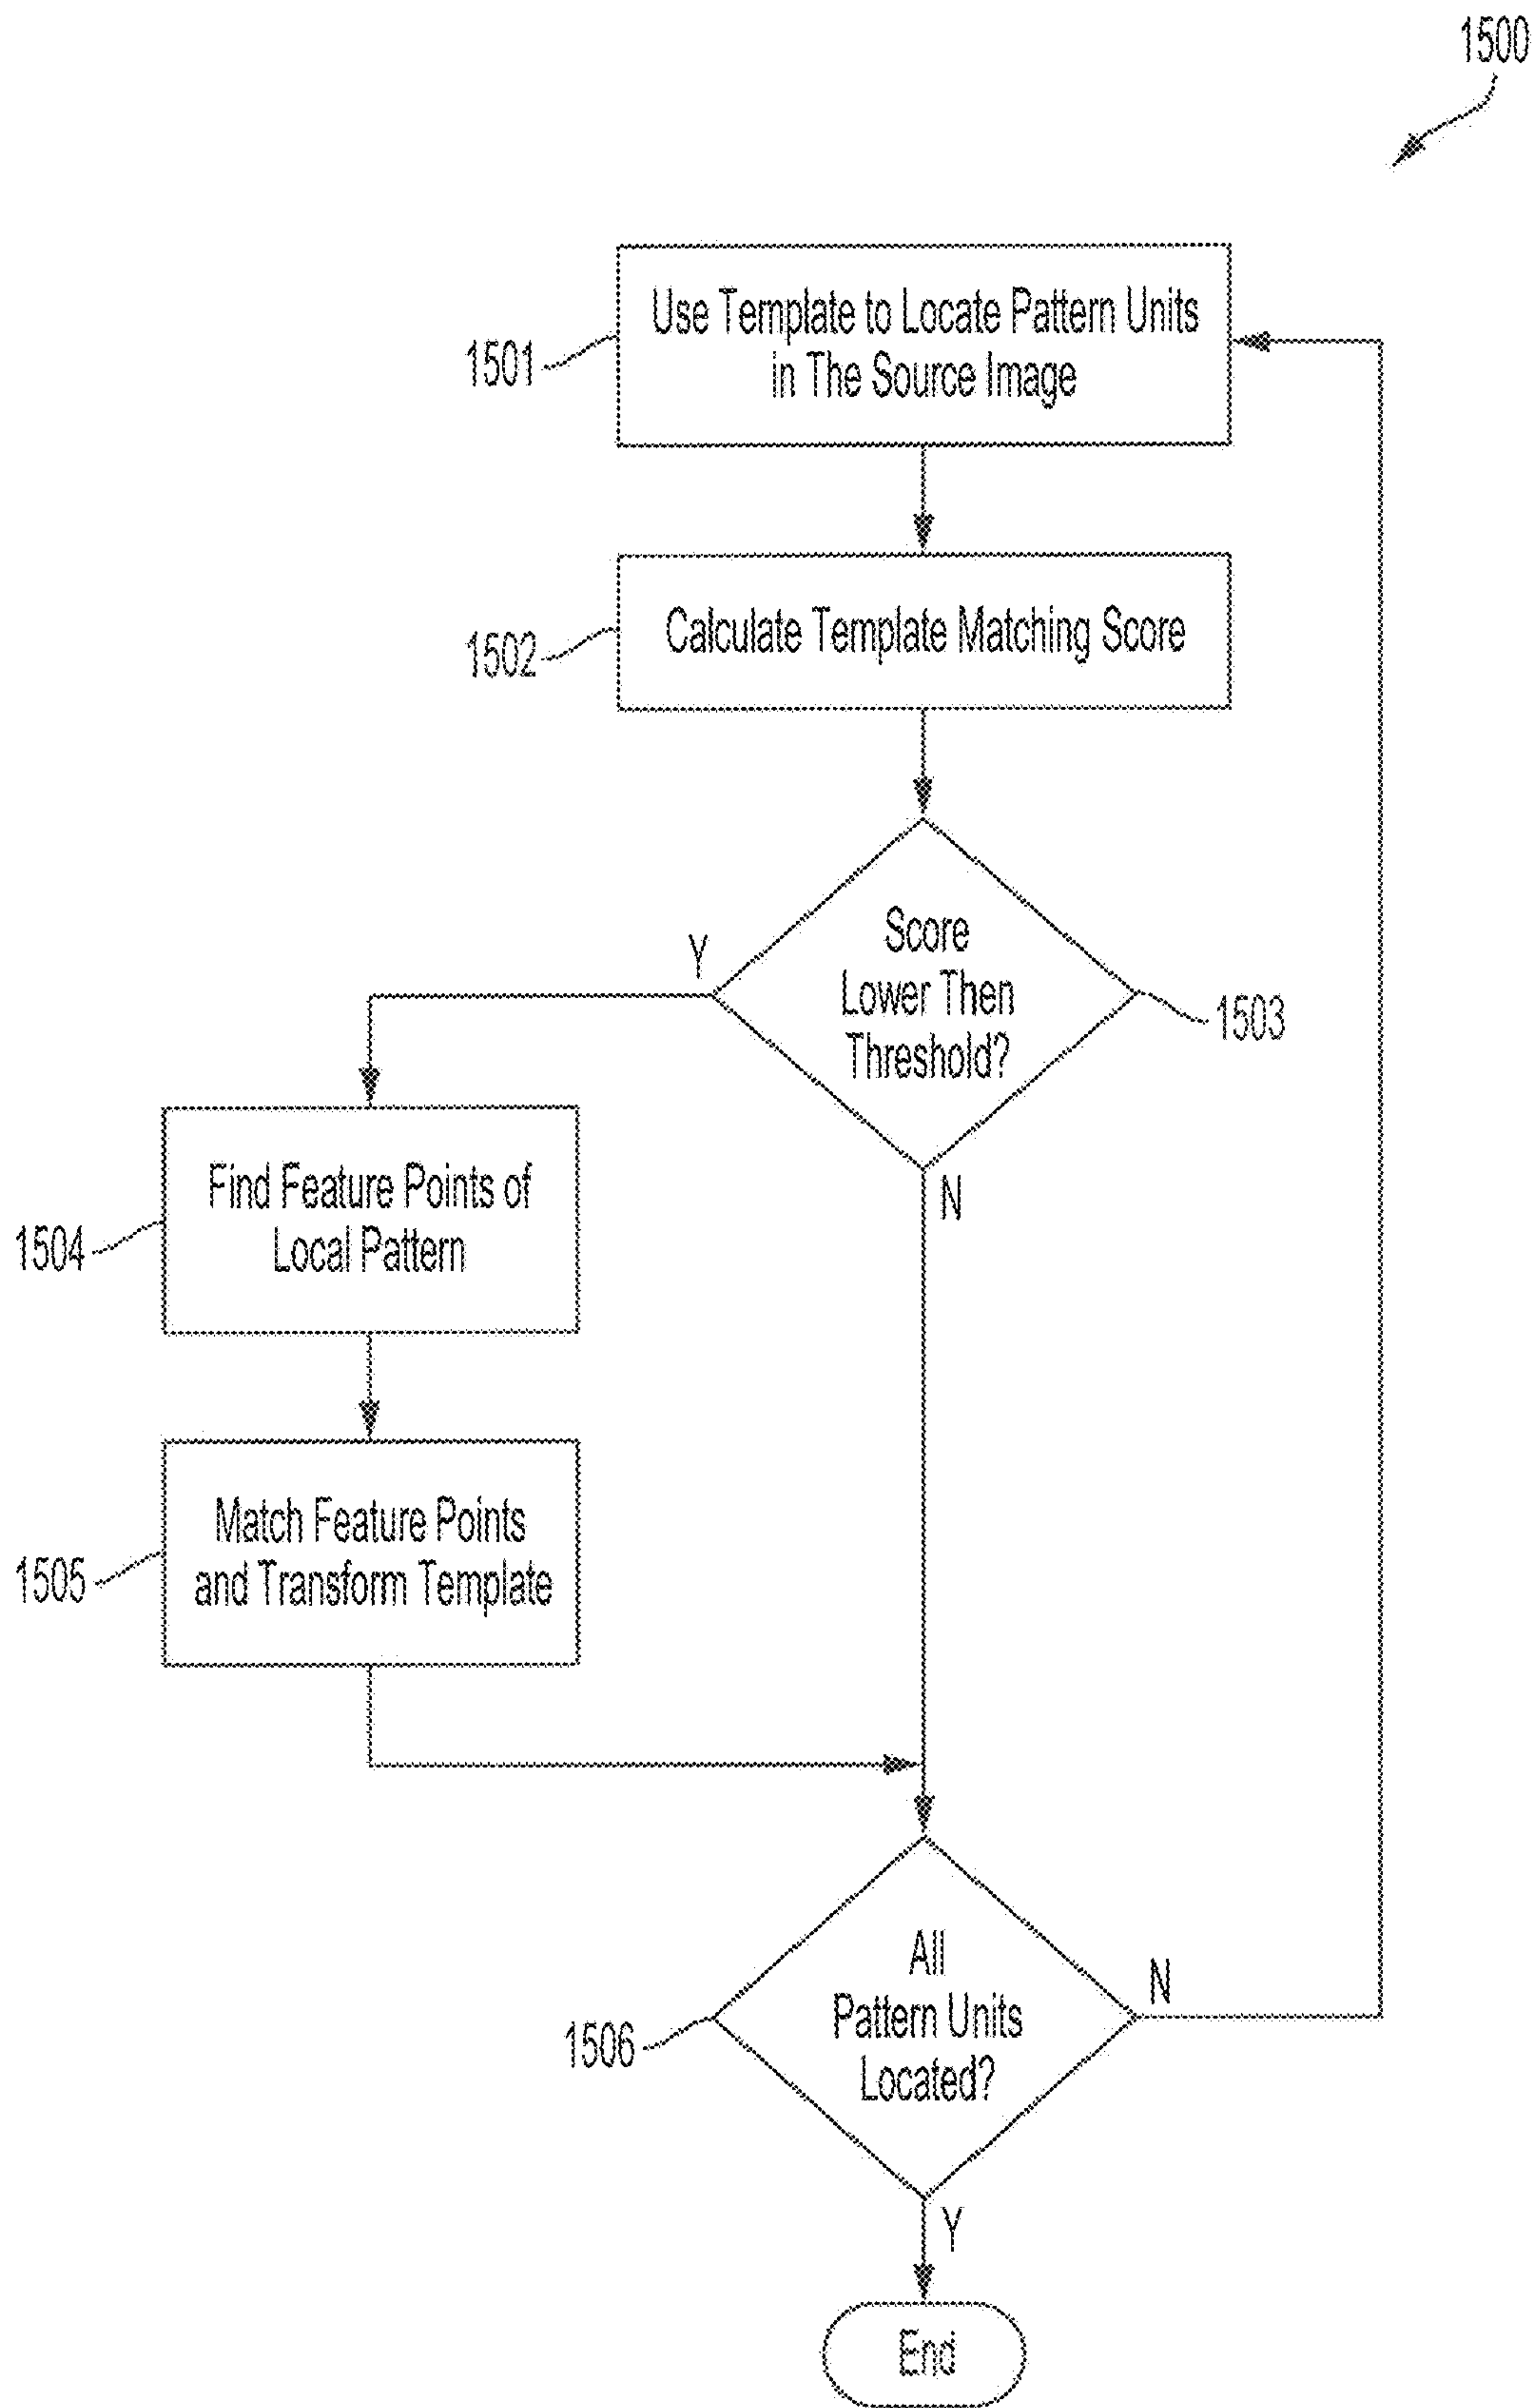 1500
Use Template to Locate Pattern Units
in The Source Image
1501
Calculate Template Matching Score
1502
Score
Lower Then
Threshold?
Y
1503
N
Find Feature Points of
Local Pattern
1504
Match Feature Points
and Transform Template
1505
All
Pattern Units
Located?
N
1506
Y
End